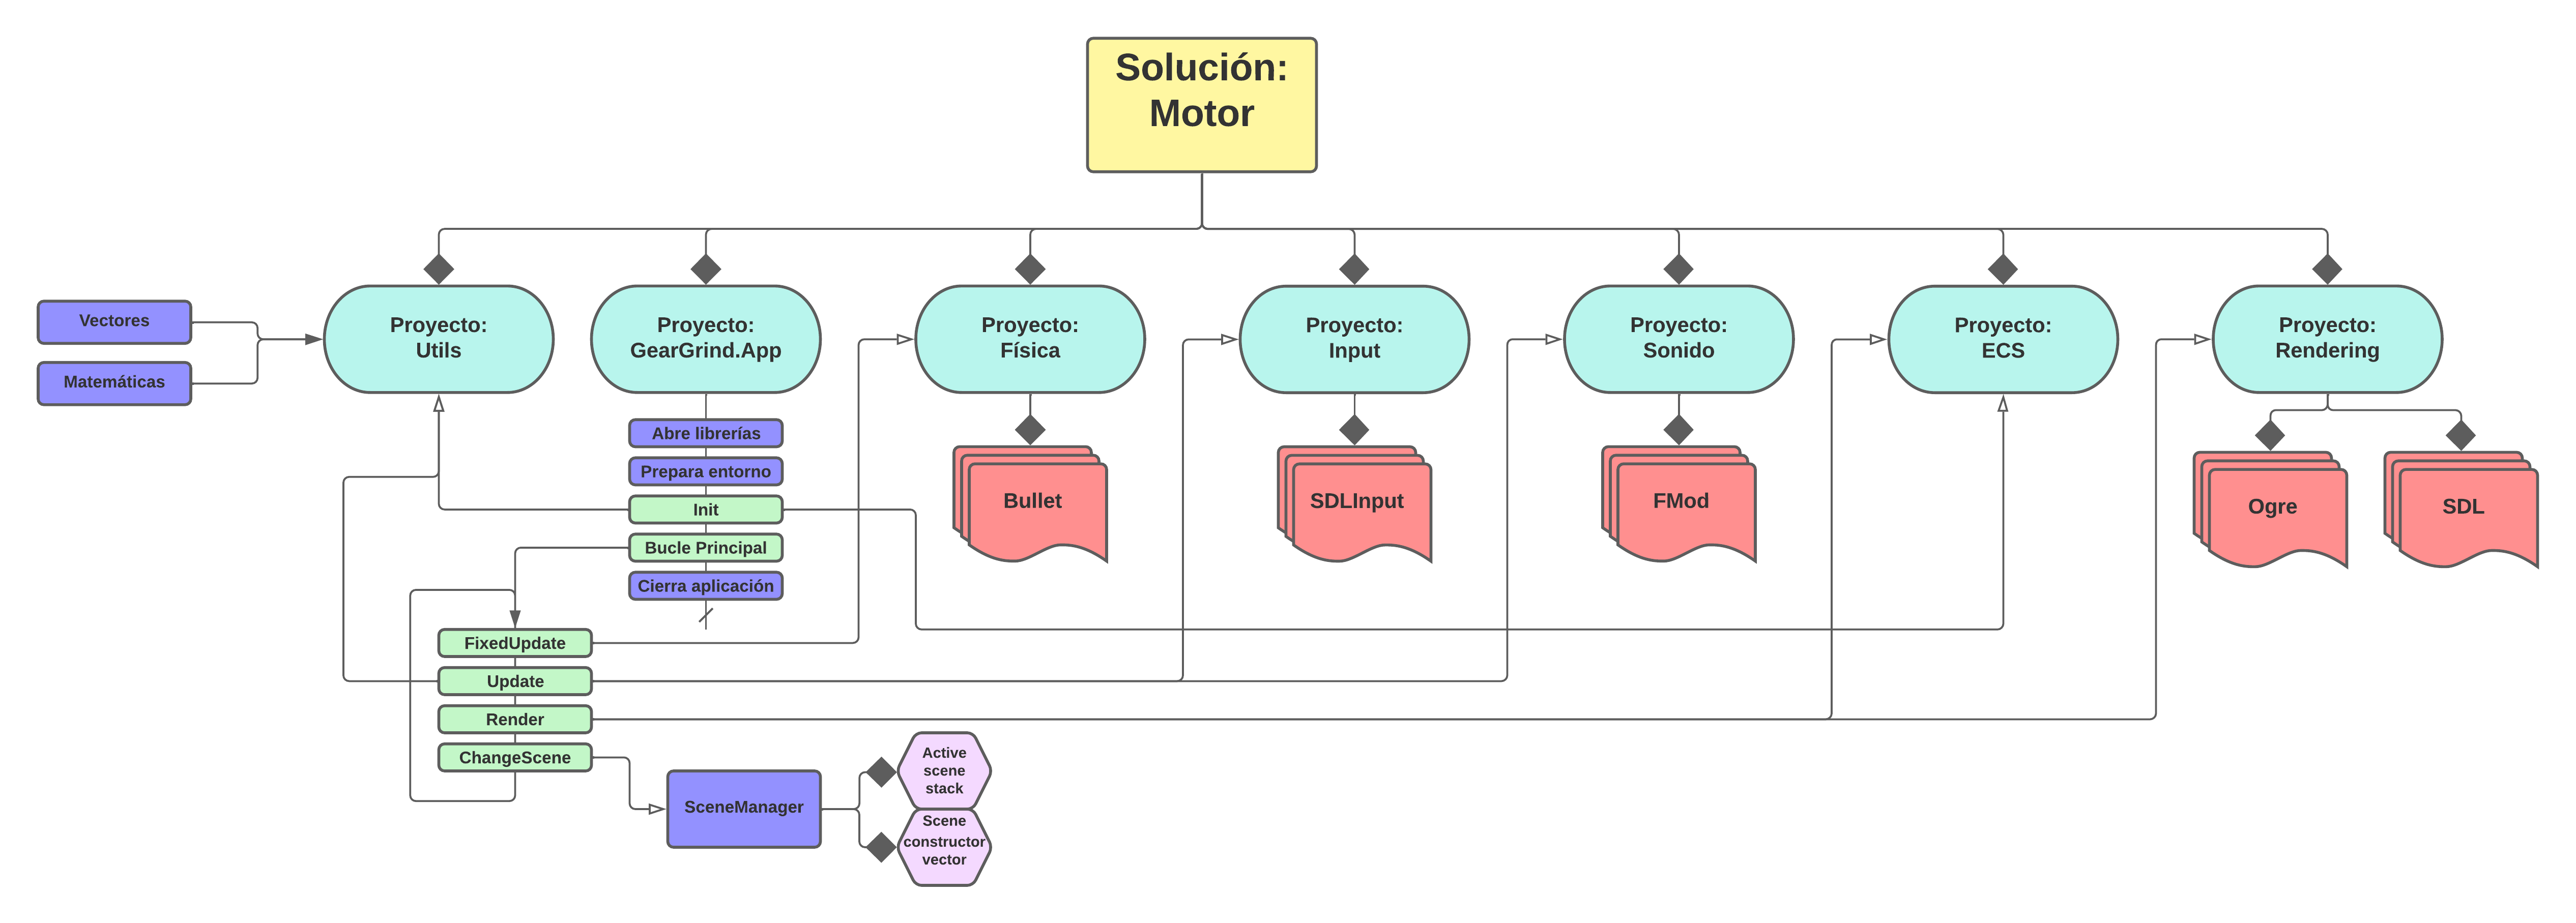 Solución:
Motor
Proyecto:
Utils
Proyecto:
GearGrind.App
Proyecto:
Física
Proyecto:
Input
Proyecto:
Sonido
Proyecto:
ECS
Proyecto:
Rendering
Vectores
Matemáticas
Abre librerías
Prepara entorno
Init
Bucle Principal
Cierra aplicación
Bullet
SDLInput
FMod
Ogre
SDL
FixedUpdate
Update
Render
ChangeScene
SceneManager
Active
scene
stack
Scene
constructor
vector